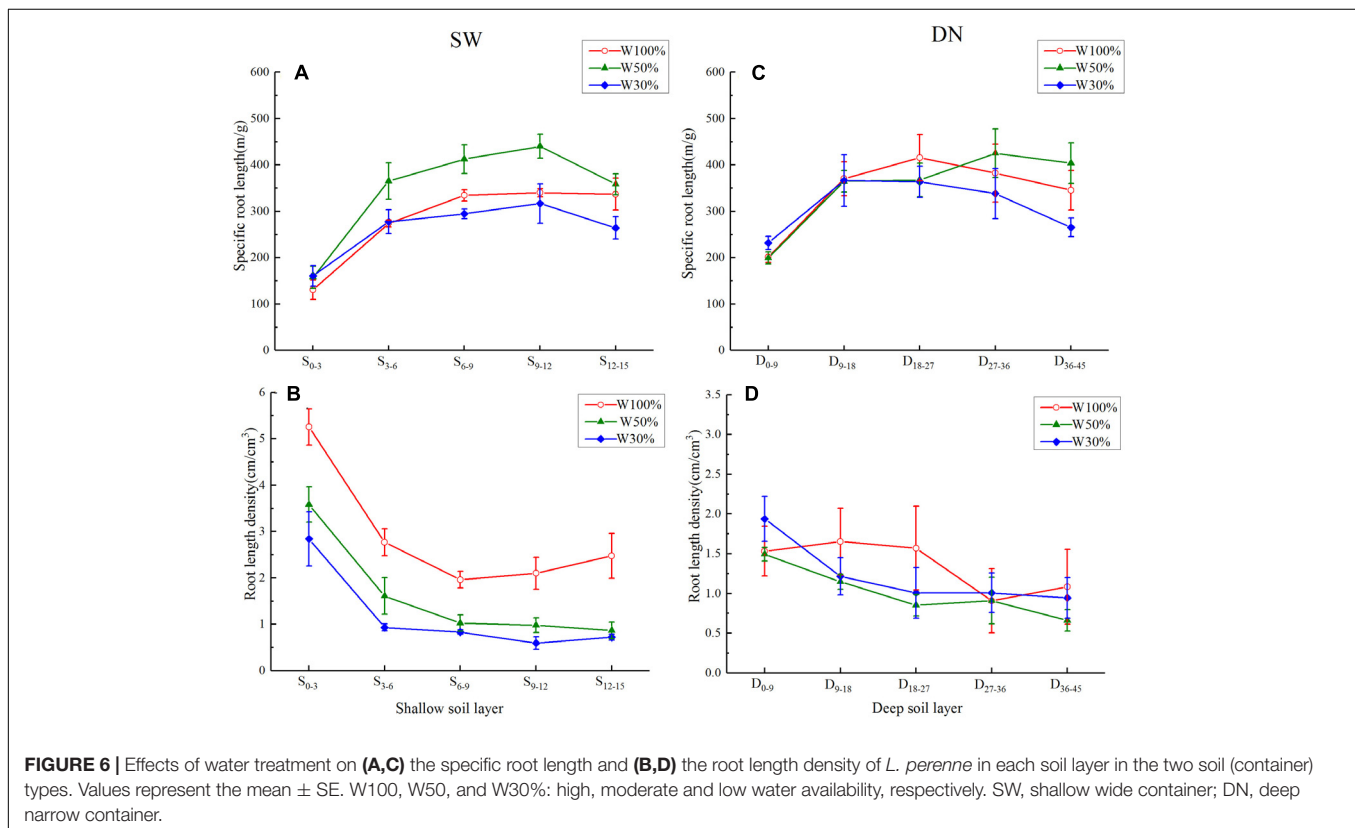 SW
DN
A
W100%
W50%
W30%
600
500
400
300
200
100
0
Specific root length(m/g)
S0-3
S3-6
S6-9
S9-12
S12-15
C
W100%
W50%
W30%
600
500
400
300
200
100
0
Specific root length(m/g)
D0-9
D9-18
D18-27
D27-36
D36-45
B
W100%
W50%
W30%
6
5
4
3
2
1
0
Root length density(cm/cm³)
S0-3
S3-6
S6-9
S9-12
S12-15
Shallow soil layer
D
W100%
W50%
W30%
3.5
3.0
2.5
2.0
1.5
1.0
0.5
0.0
Root length density(cm/cm³)
D0-9
D9-18
D18-27
D27-36
D36-45
Deep soil layer
FIGURE 6 | Effects of water treatment on (A,C) the specific root length and (B,D) the root length density of L. perenne in each soil layer in the two soil (container)
types. Values represent the mean ± SE. W100, W50, and W30%: high, moderate and low water availability, respectively. SW, shallow wide container; DN, deep
narrow container.